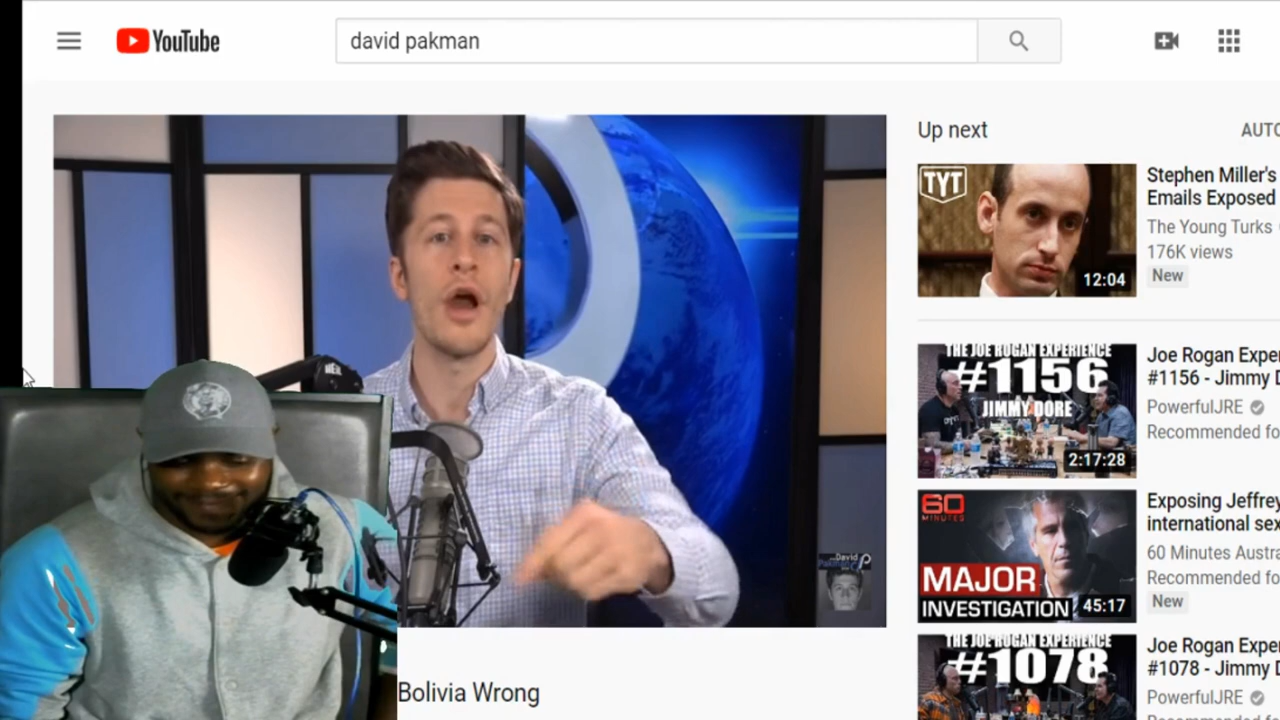 YouTube
david pakman
Up next
AUTO
TYT
12:04
Stephen Miller's
Emails Exposed
The Young Turks
176K views
New
THE JOE ROGAN EXPERIENCE
#1156
JIMMY DORE
2:17:28
Joe Rogan Exper
#1156 - Jimmy D
PowerfulJRE
Recommended fo
60
MINUTES
MAJOR
INVESTIGATION
45:17
Exposing Jeffrey
international sex
60 Minutes Austra
Recommended fo
New
THE JOE ROGAN EXPERIENCE
#1078
Joe Rogan Exper
#1078 - Jimmy D
PowerfulJRE
David
Pakman
Bolivia Wrong